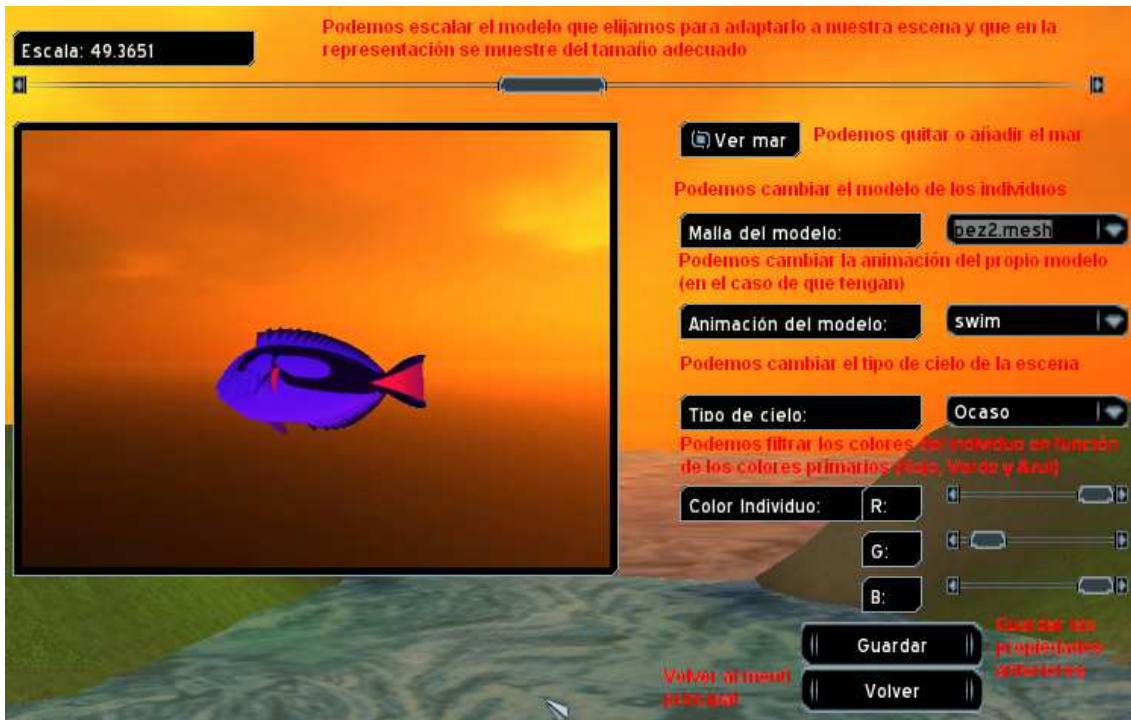 Podemos escalar el modelo que elijamos para adaptarlo a nuestra escena y que en la
representación se muestre del tamaño adecuado
Escala: 49.3651
Ver mar
Podemos quitar o añadir el mar
Podemos cambiar el modelo de los individuos
Malla del modelo:
pez2.mesh
Podemos cambiar la animación del propio modelo
(en el caso de que tengan)
Animación del modelo:
swim
Podemos cambiar el tipo de cielo de la escena
Tipo de cielo:
Ocaso
Podemos filtrar los colores del individuo en función
de los colores primarios (Rojo, Verde y Azul)
Color Individuo:
R:
G:
B:
Guardar
Guardar las
propiedades
anteriores
Volver al menú
principal
Volver